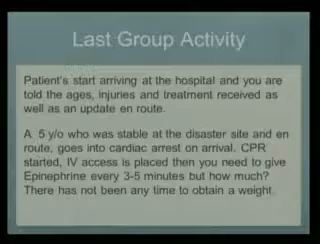 Last Group Activity
Patient's start arriving at the hospital and you are
told the ages, injuries and treatment received as
well as an update en route.
A 5 y/o who was stable at the disaster site and en
route, goes into cardiac arrest on arrival. CPR
started, IV access is placed then you need to give
Epinephrine every 3-5 minutes but how much?
There has not been any time to obtain a weight.